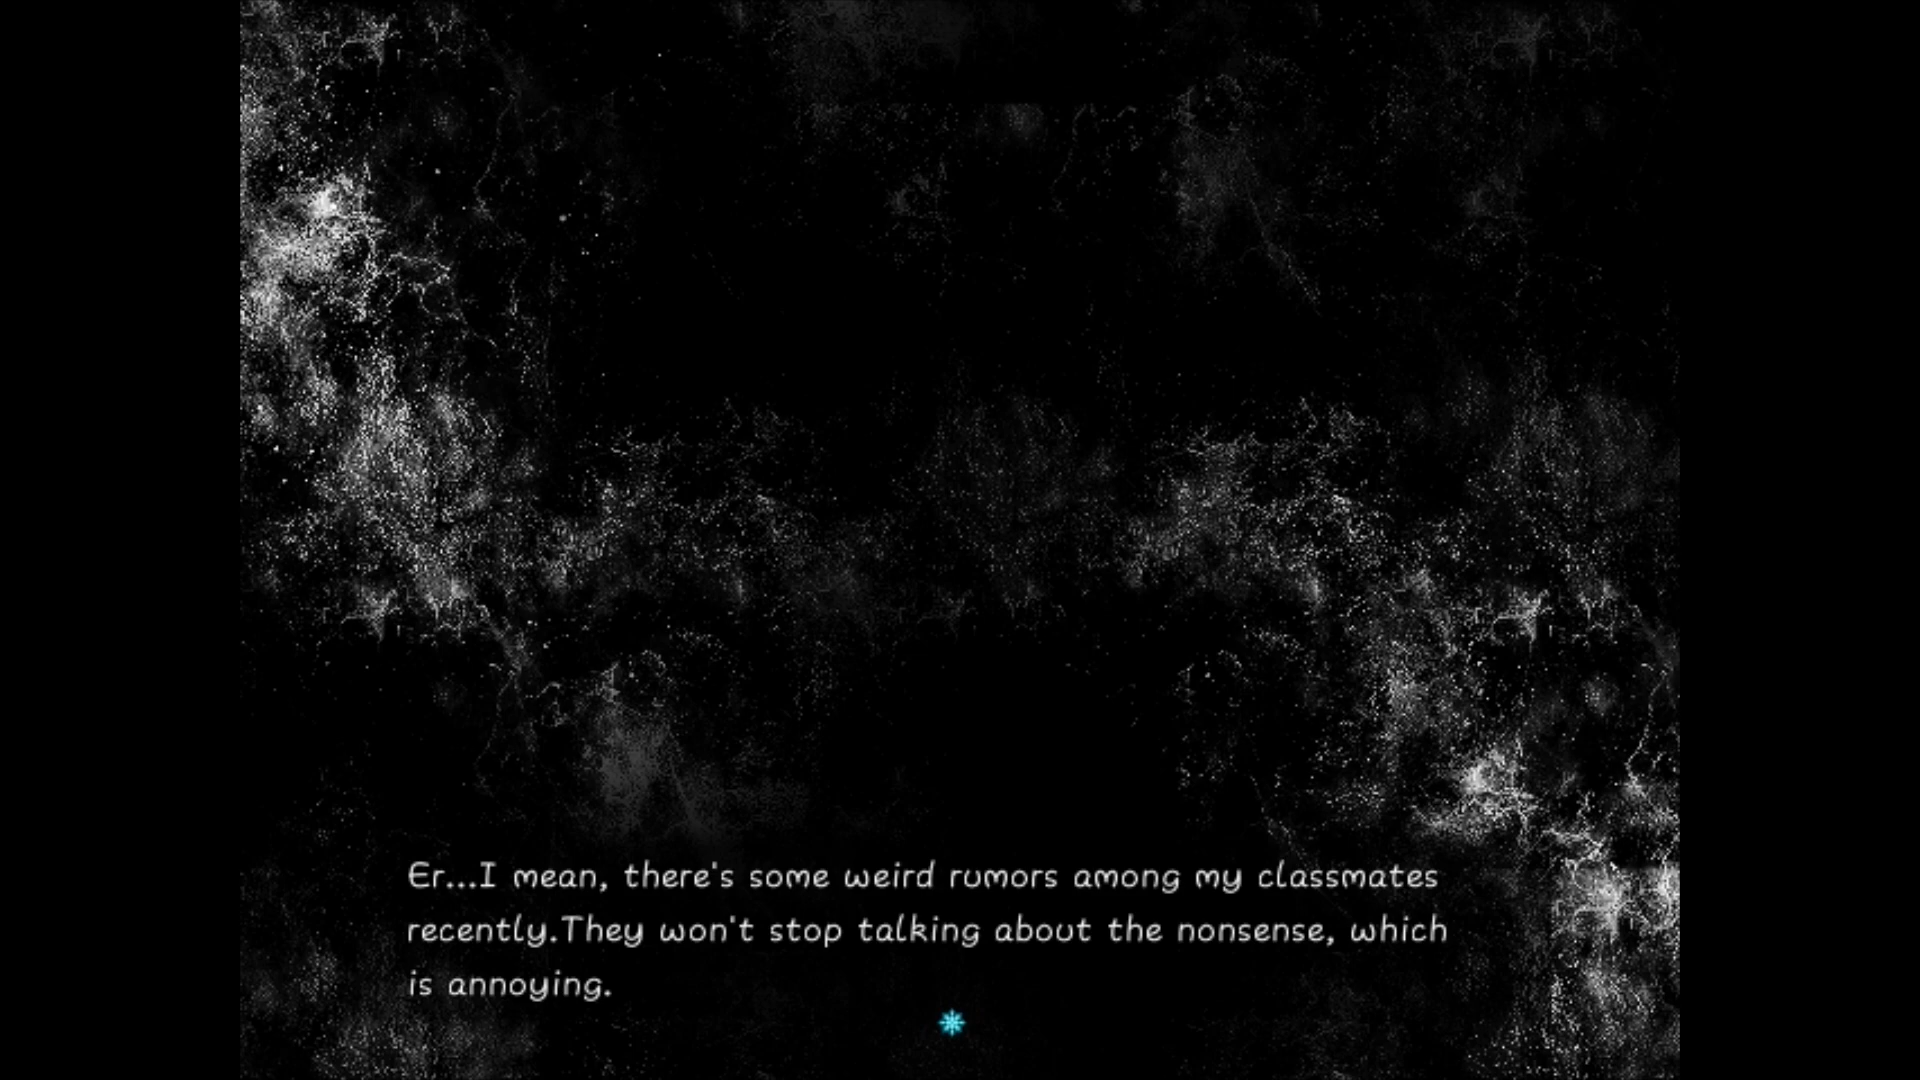 Er...I mean, there's some weird rumors among my classmates
recently.They won't stop talking about the nonsense, which
is annoying.